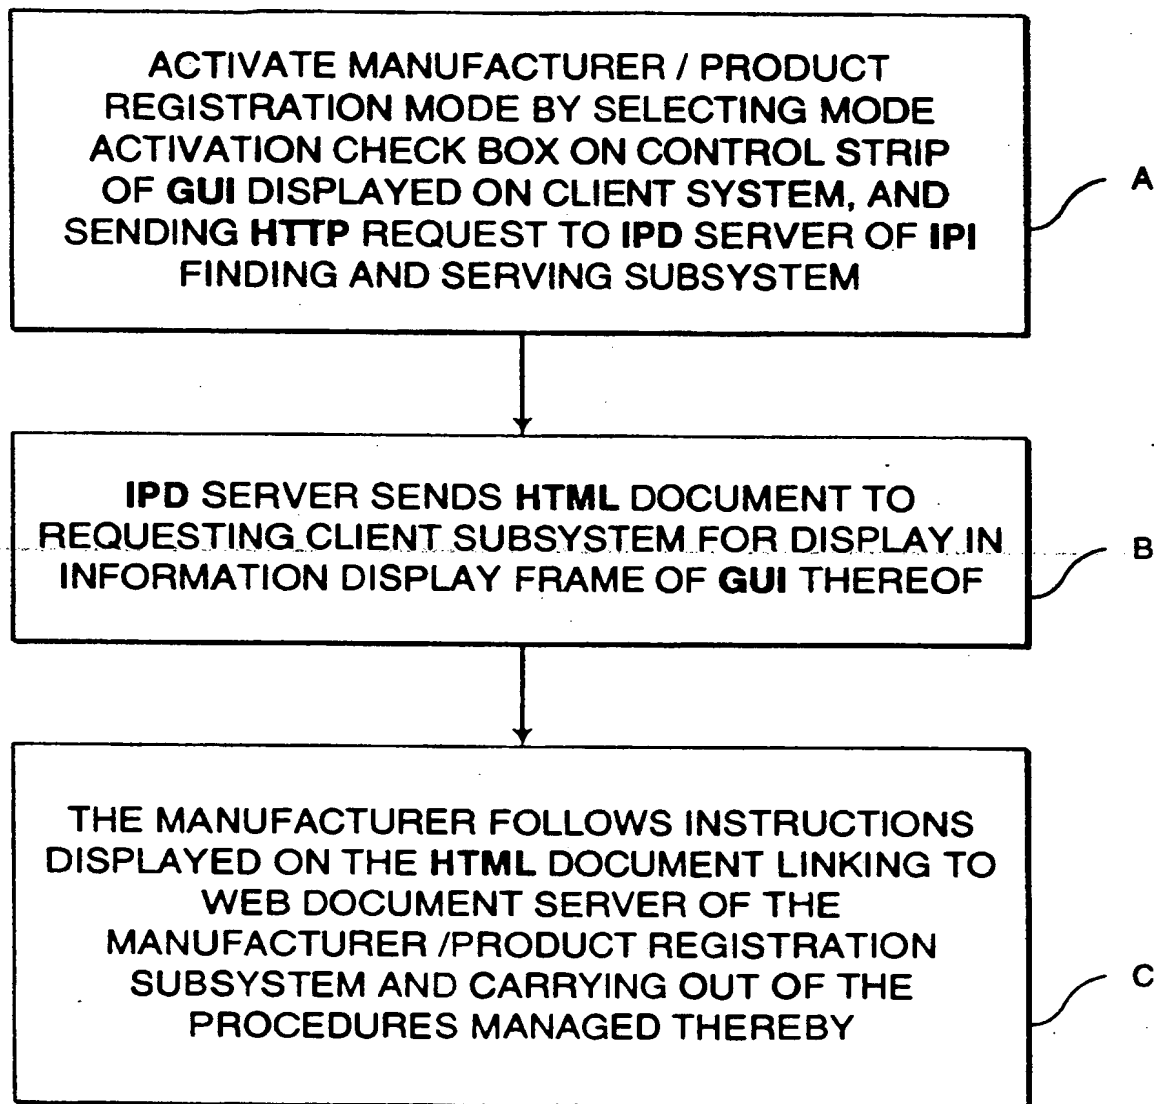 ACTIVATE MANUFACTURER / PRODUCT
REGISTRATION MODE BY SELECTING MODE
ACTIVATION CHECK BOX ON CONTROL STRIP
OF GUI DISPLAYED ON CLIENT SYSTEM, AND
SENDING HTTP REQUEST TO IPD SERVER OF IPI
FINDING AND SERVING SUBSYSTEM
A
IPD SERVER SENDS HTML DOCUMENT TO
REQUESTING CLIENT SUBSYSTEM FOR DISPLAY IN
INFORMATION DISPLAY FRAME OF GUI THEREOF
B
THE MANUFACTURER FOLLOWS INSTRUCTIONS
DISPLAYED ON THE HTML DOCUMENT LINKING TO
WEB DOCUMENT SERVER OF THE
MANUFACTURER /PRODUCT REGISTRATION
SUBSYSTEM AND CARRYING OUT OF THE
PROCEDURES MANAGED THEREBY
C